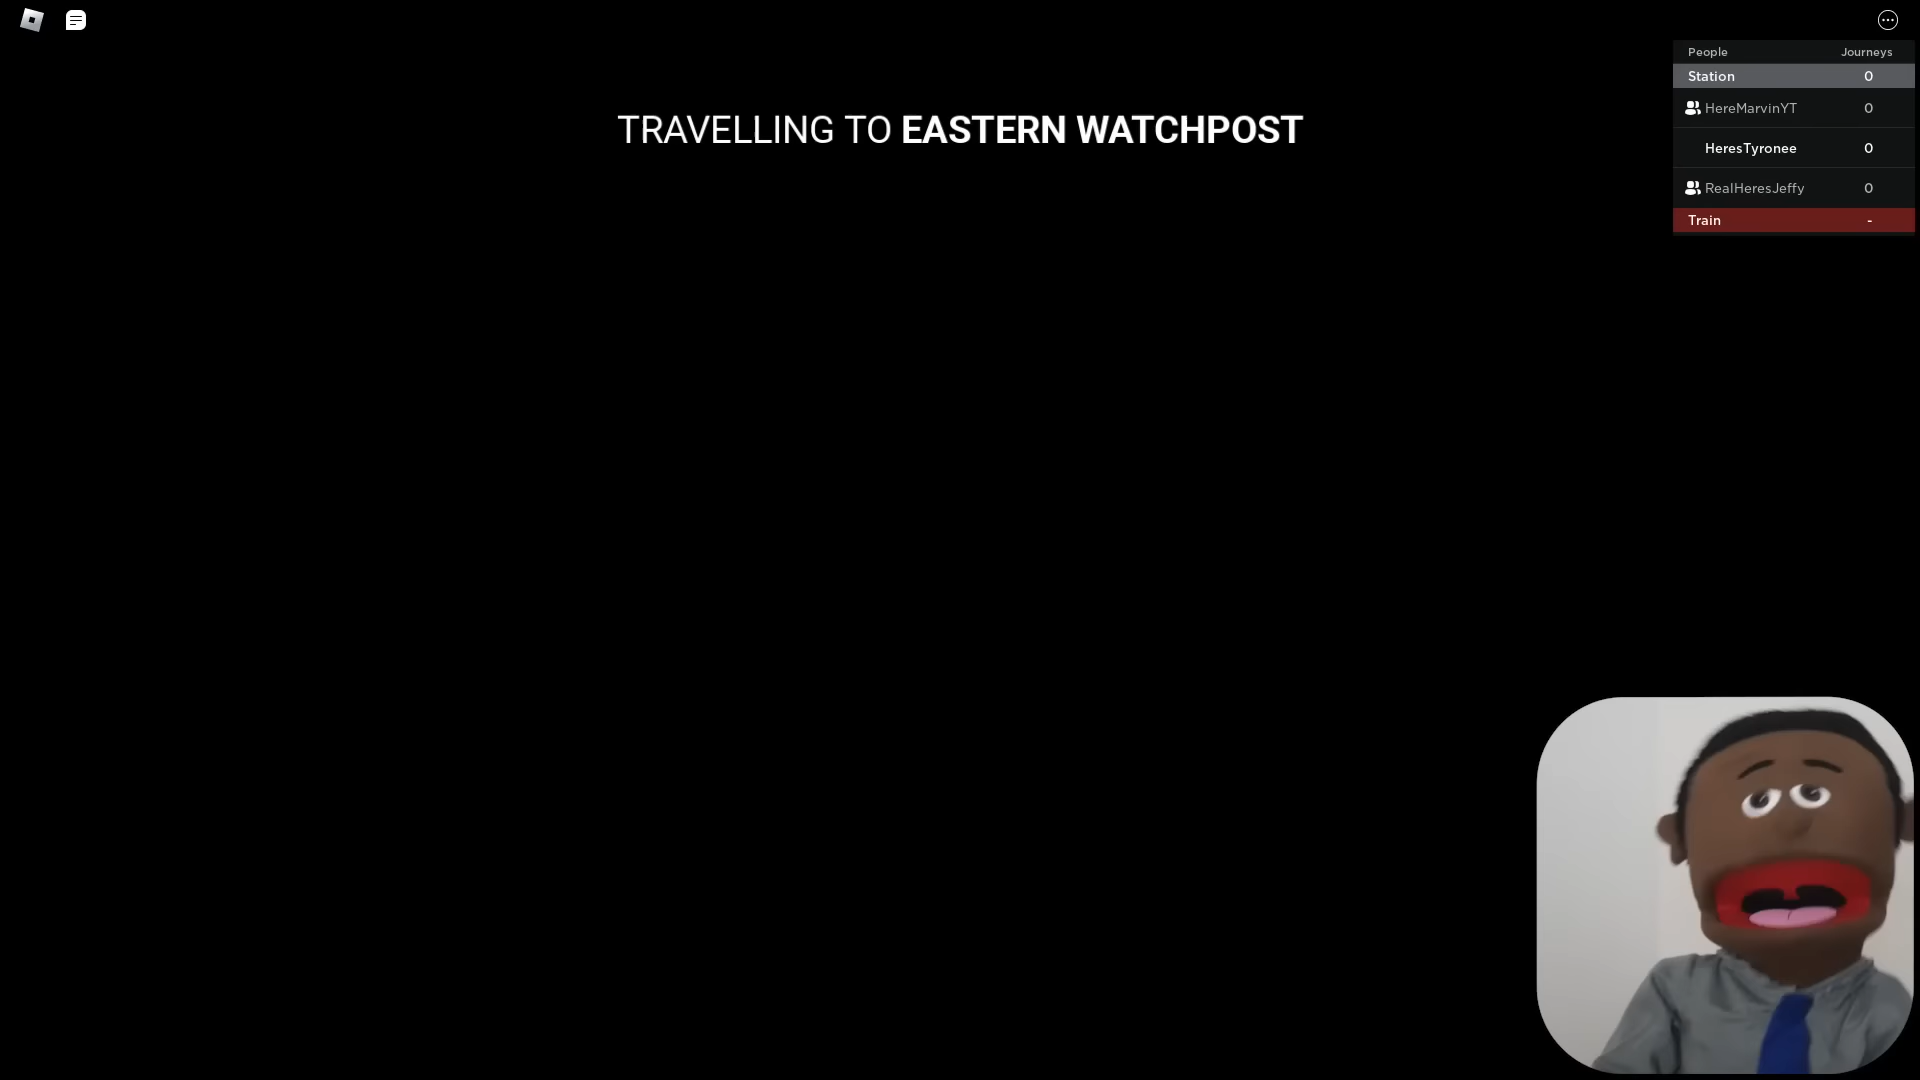 TRAVELLING TO EASTERN WATCHPOST
People Journeys
Station 0
HereMarvinYT 0
HeresTyronee 0
RealHeresJeffy 0
Train -